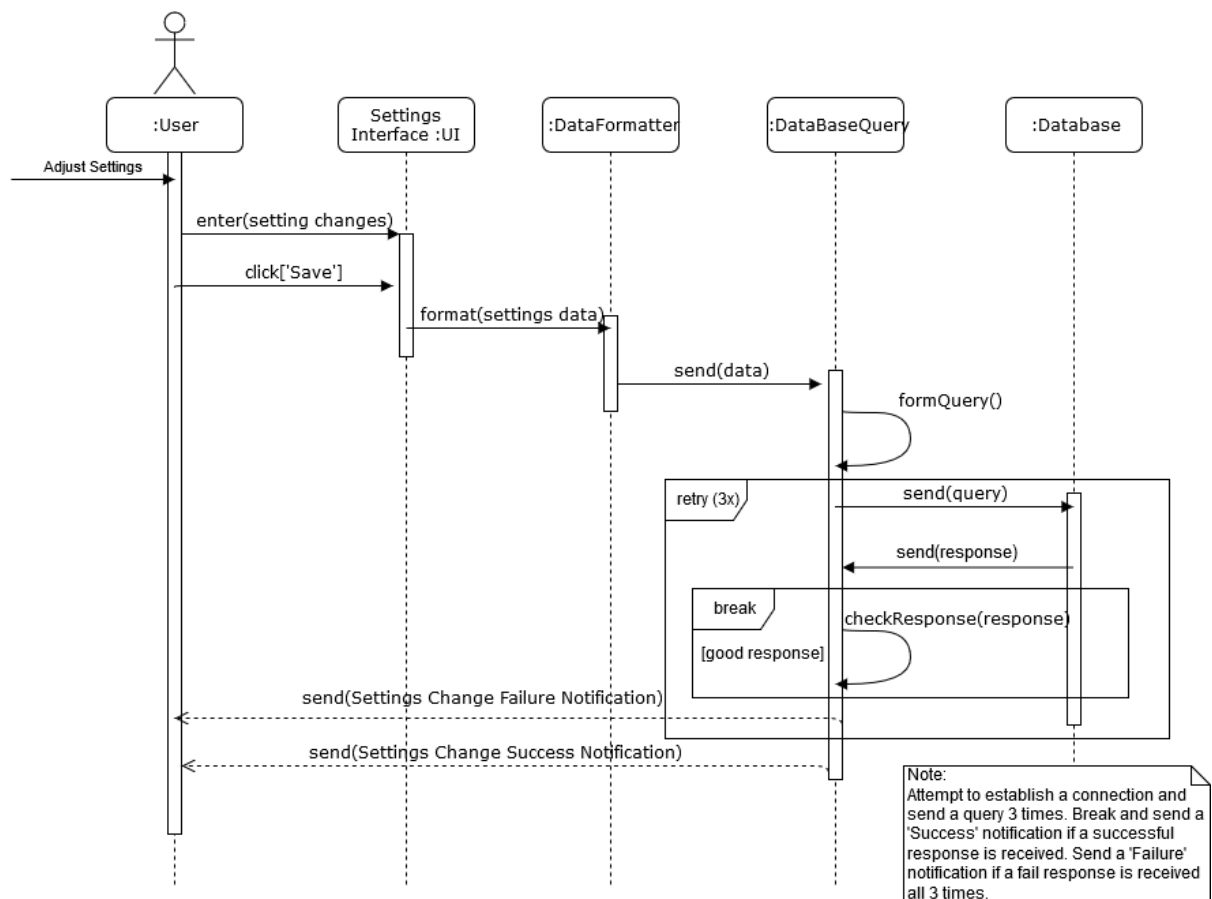 :User
Settings
Interface :UI
:DataFormatter
:DataBaseQuery
:Database
Adjust Settings
enter(setting changes)
click['Save']
format(settings data)
send(data)
formQuery()
retry (3x)
send(query)
send(response)
break
checkResponse(response)
[good response]
send(Settings Change Failure Notification)
send(Settings Change Success Notification)
Note:
Attempt to establish a connection and
send a query 3 times. Break and send a
'Success' notification if a successful
response is received. Send a 'Failure'
notification if a fail response is received
all 3 times.